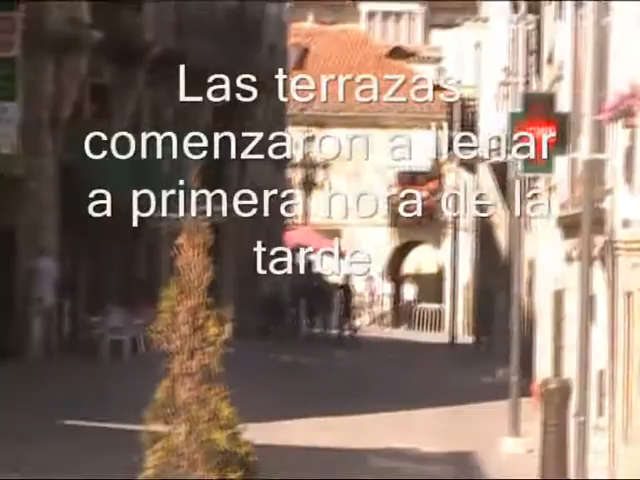 Las terrazas
comenzaron a llenar
a primera hora de la
tarde